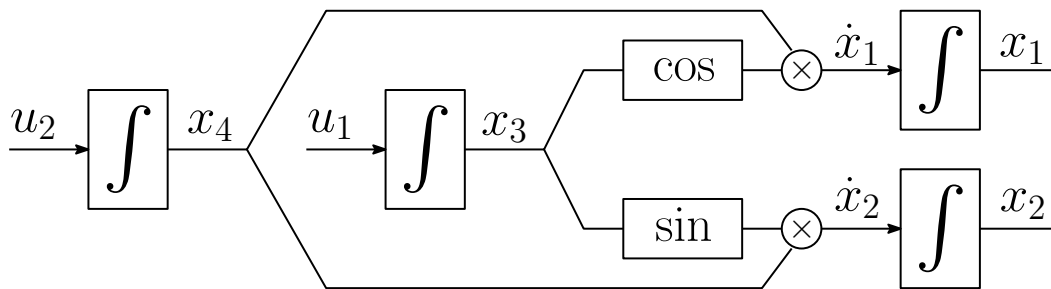 u₂ ∫ x₄ u₁ ∫ x₃ cos × ẋ₁ ∫ x₁
sin × ẋ₂ ∫ x₂